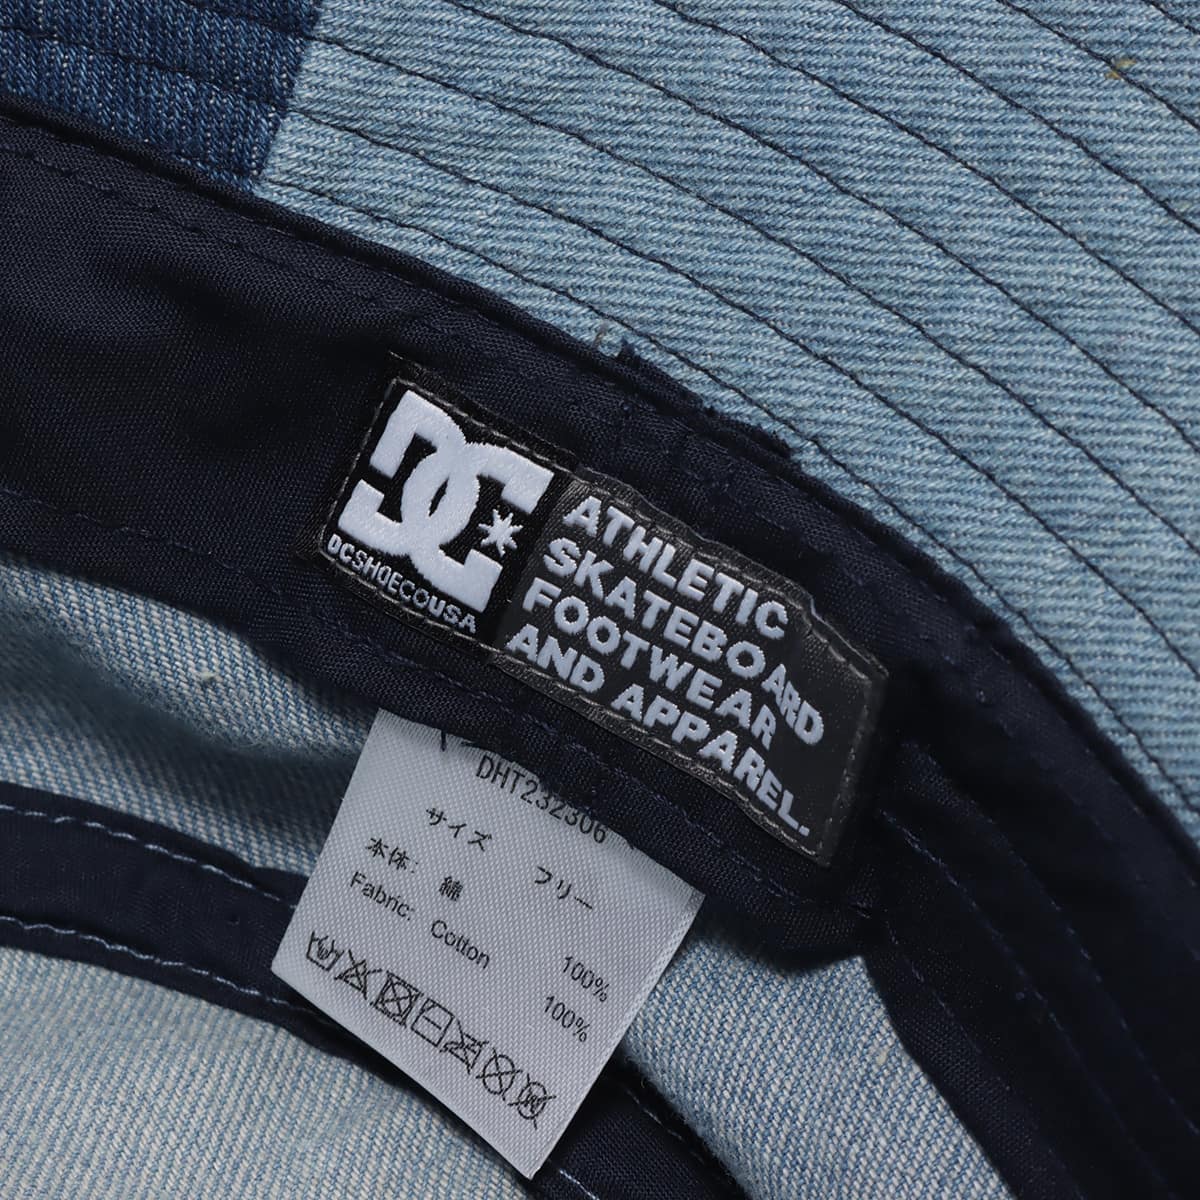 DC
DCSHOECOUSA
ATHLETIC
SKATEBOARD
FOOTWEAR
AND APPAREL.
DHT232306
サイズ フリー
本体: 綿 100%
Fabric: Cotton 100%